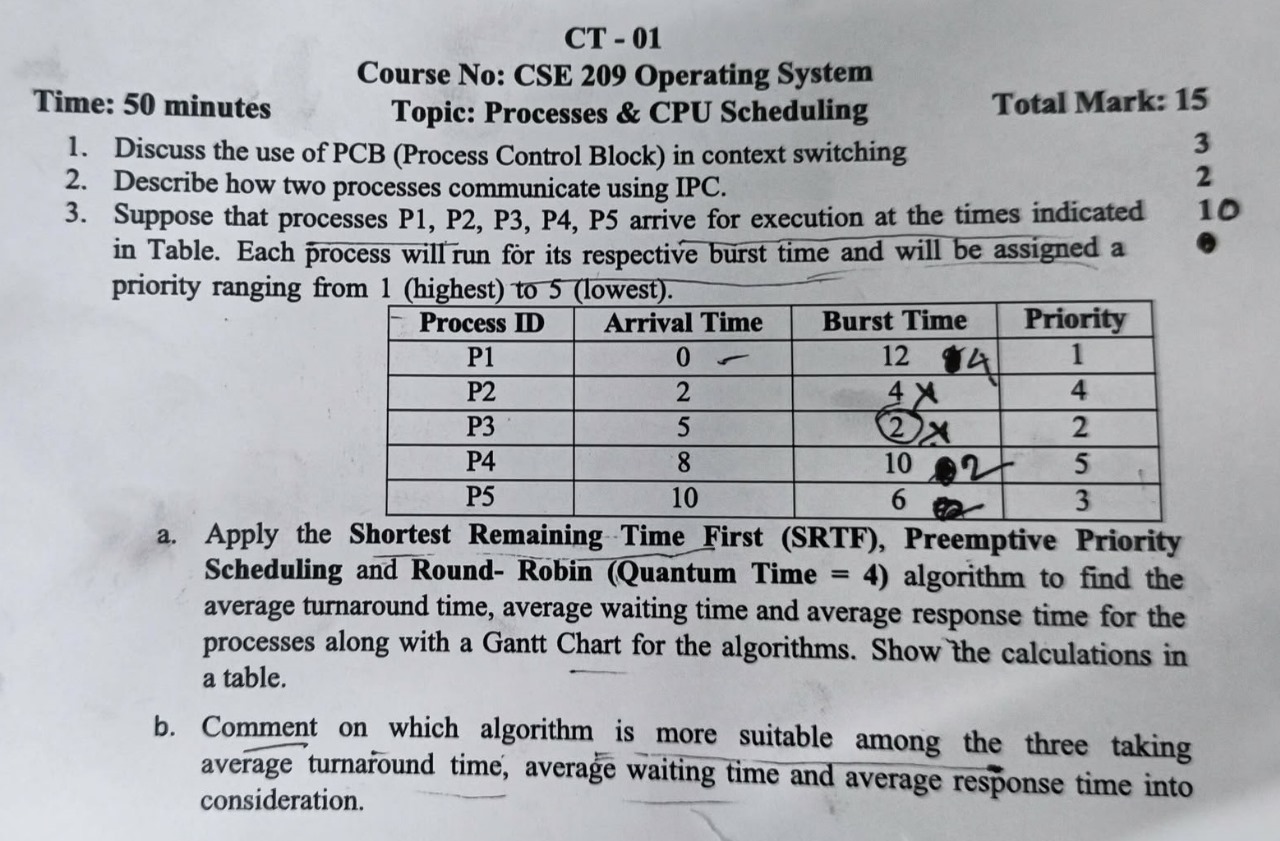 CT - 01
Course No: CSE 209 Operating System
Time: 50 minutes Topic: Processes & CPU Scheduling Total Mark: 15
1. Discuss the use of PCB (Process Control Block) in context switching 3
2. Describe how two processes communicate using IPC. 2
3. Suppose that processes P1, P2, P3, P4, P5 arrive for execution at the times indicated 10
in Table. Each process will run for its respective burst time and will be assigned a
priority ranging from 1 (highest) to 5 (lowest).
Process ID Arrival Time Burst Time Priority
P1 0 12 4 1
P2 2 4 x 4
P3 5 2 x 2
P4 8 10 2 5
P5 10 6 3
a. Apply the Shortest Remaining Time First (SRTF), Preemptive Priority
Scheduling and Round- Robin (Quantum Time = 4) algorithm to find the
average turnaround time, average waiting time and average response time for the
processes along with a Gantt Chart for the algorithms. Show the calculations in
a table.
b. Comment on which algorithm is more suitable among the three taking
average turnaround time, average waiting time and average response time into
consideration.